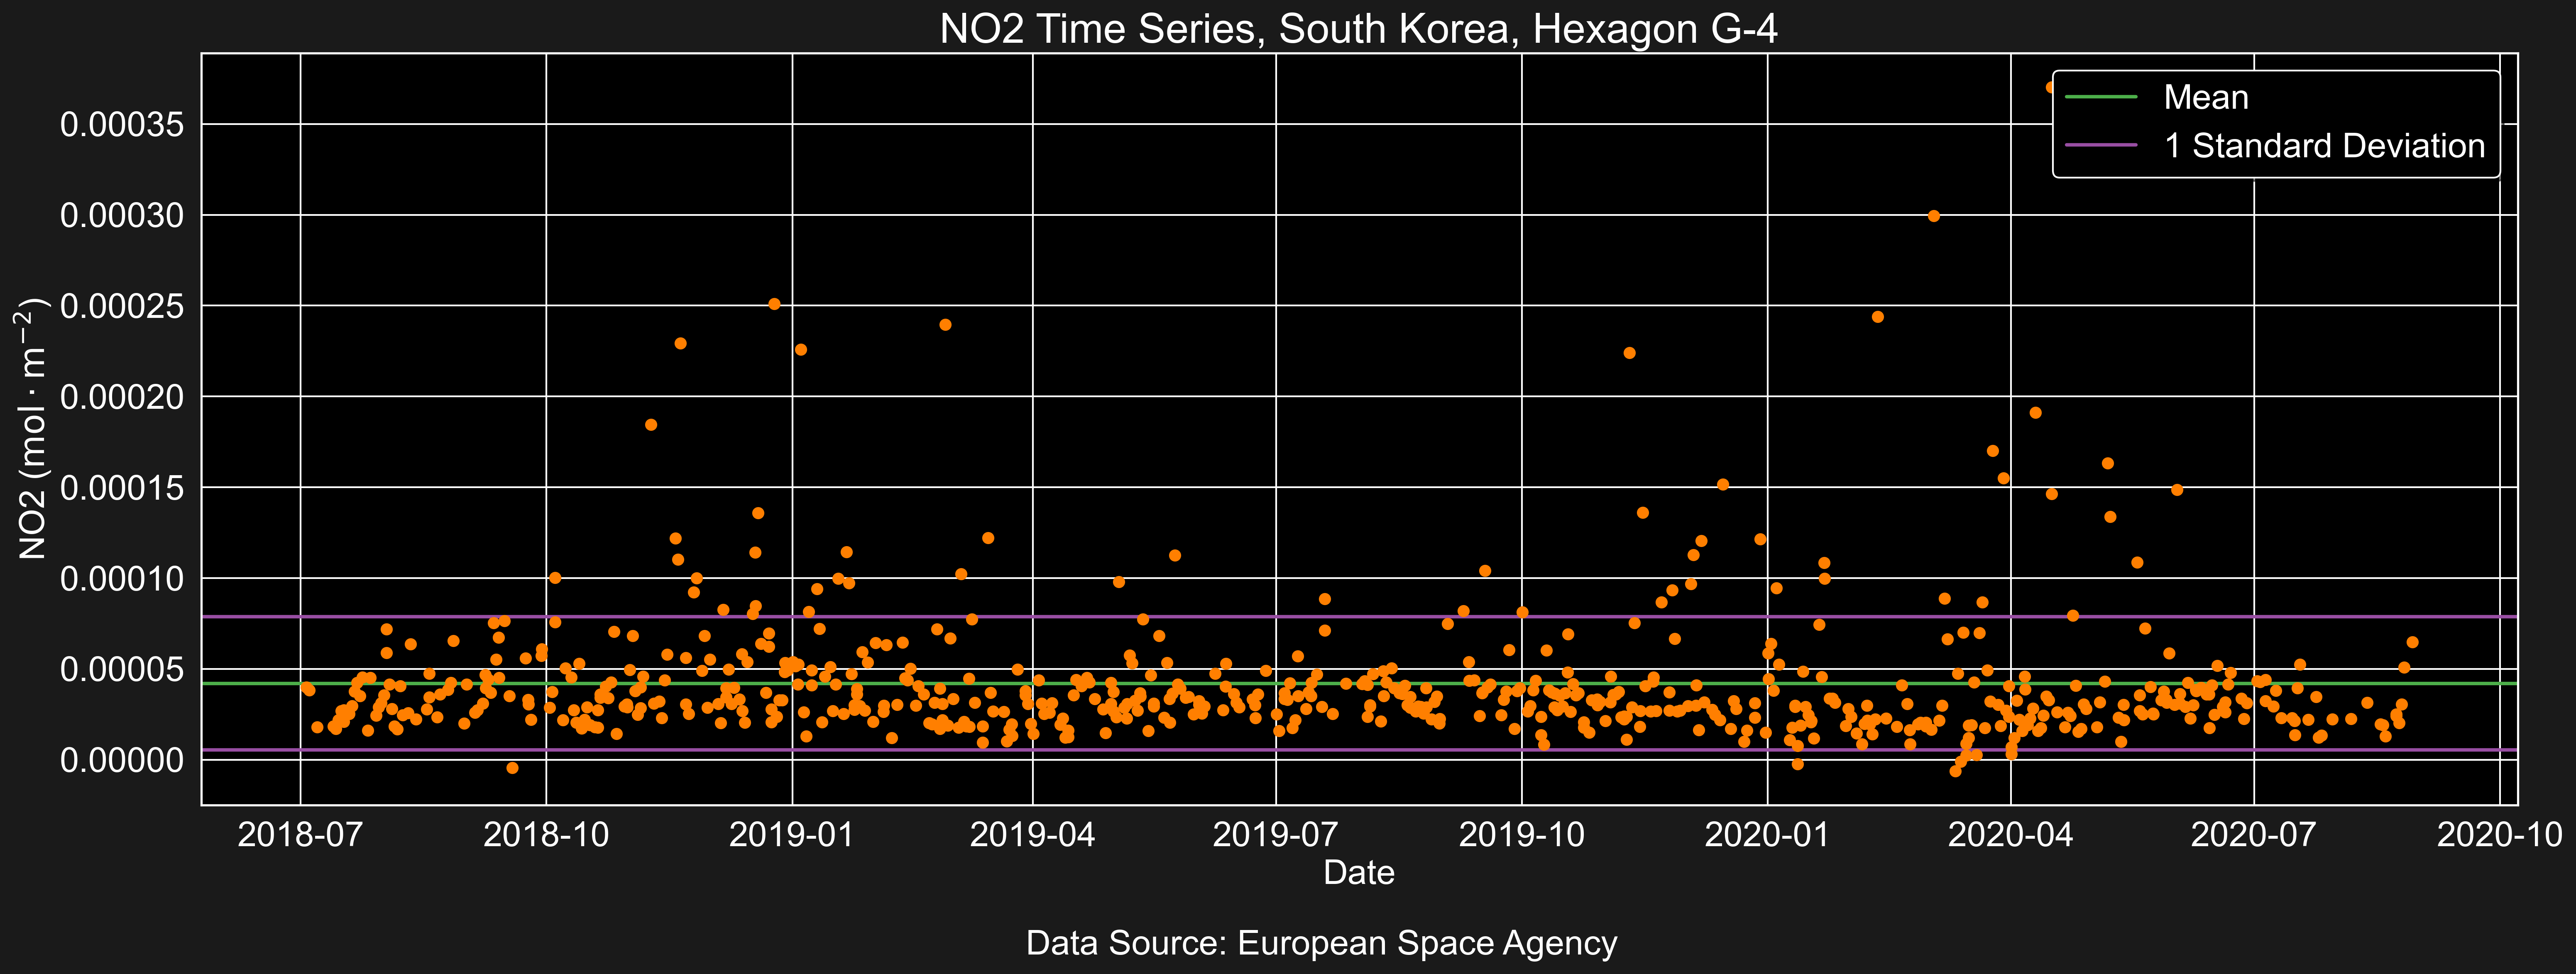 NO2 Time Series, South Korea, Hexagon G-4
Mean
1 Standard Deviation
NO2 (mol · m⁻²)
0.00035
0.00030
0.00025
0.00020
0.00015
0.00010
0.00005
0.00000
2018-07 2018-10 2019-01 2019-04 2019-07 2019-10 2020-01 2020-04 2020-07 2020-10
Date
Data Source: European Space Agency